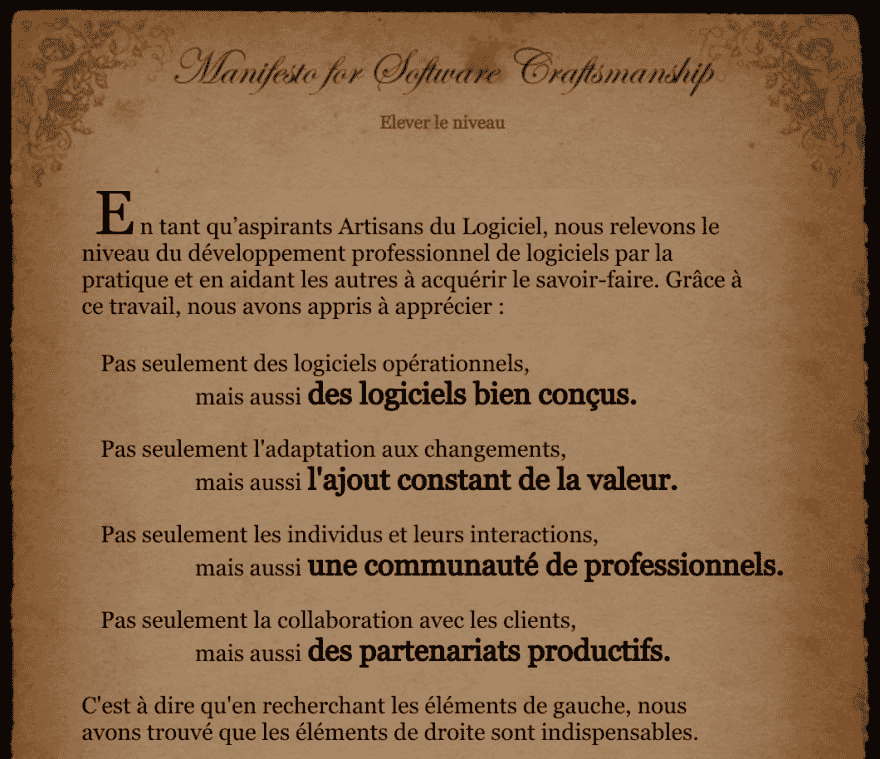 Manifesto for Software Craftsmanship
Elever le niveau
En tant qu’aspirants Artisans du Logiciel, nous relevons le
niveau du développement professionnel de logiciels par la
pratique et en aidant les autres à acquérir le savoir-faire. Grâce à
ce travail, nous avons appris à apprécier :
Pas seulement des logiciels opérationnels,
mais aussi des logiciels bien conçus.
Pas seulement l'adaptation aux changements,
mais aussi l'ajout constant de la valeur.
Pas seulement les individus et leurs interactions,
mais aussi une communauté de professionnels.
Pas seulement la collaboration avec les clients,
mais aussi des partenariats productifs.
C'est à dire qu'en recherchant les éléments de gauche, nous
avons trouvé que les éléments de droite sont indispensables.